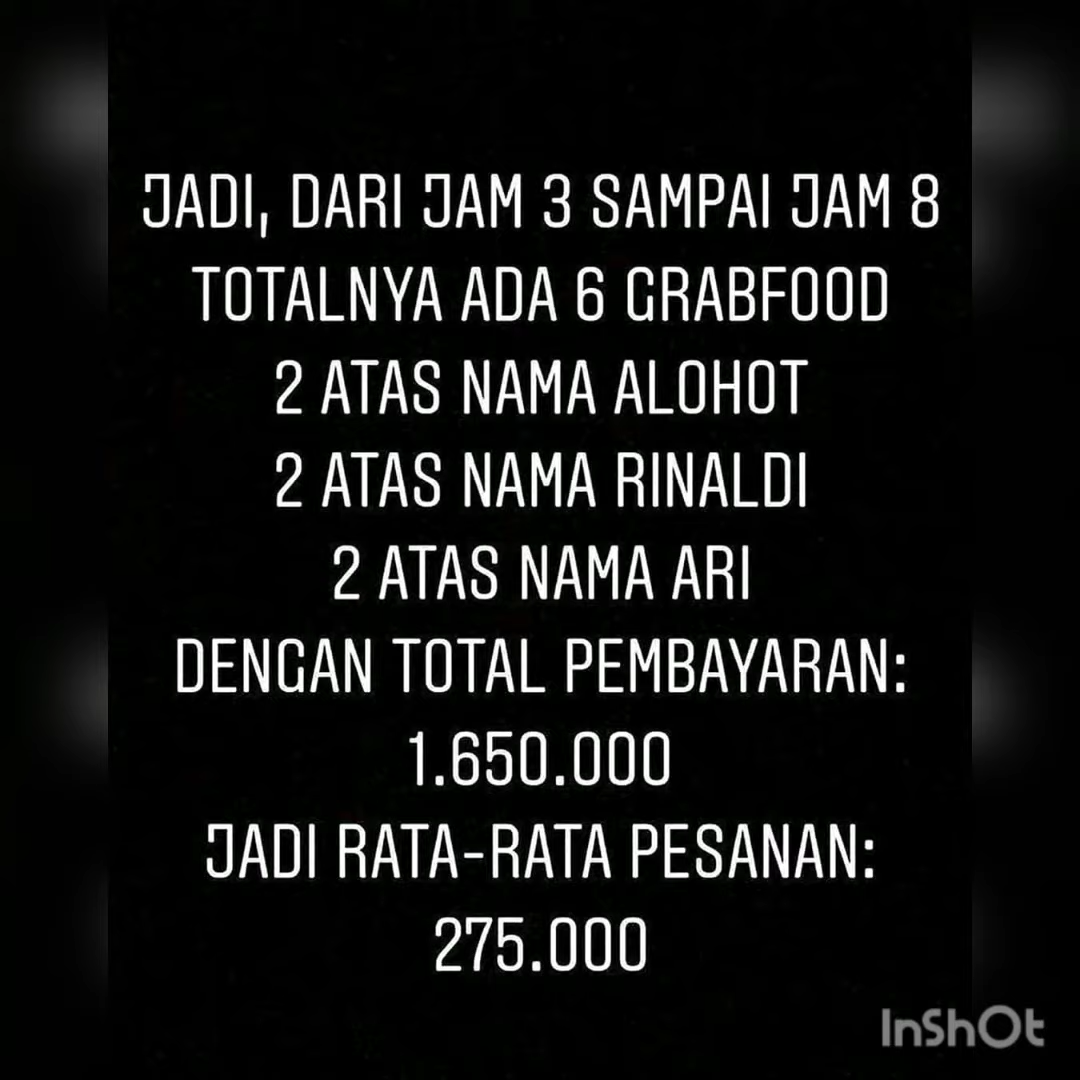 JADI, DARI JAM 3 SAMPAI JAM 8
TOTALNYA ADA 6 GRABFOOD
2 ATAS NAMA ALOHOT
2 ATAS NAMA RINALDI
2 ATAS NAMA ARI
DENGAN TOTAL PEMBAYARAN:
1.650.000
JADI RATA-RATA PESANAN:
275.000
InShOt